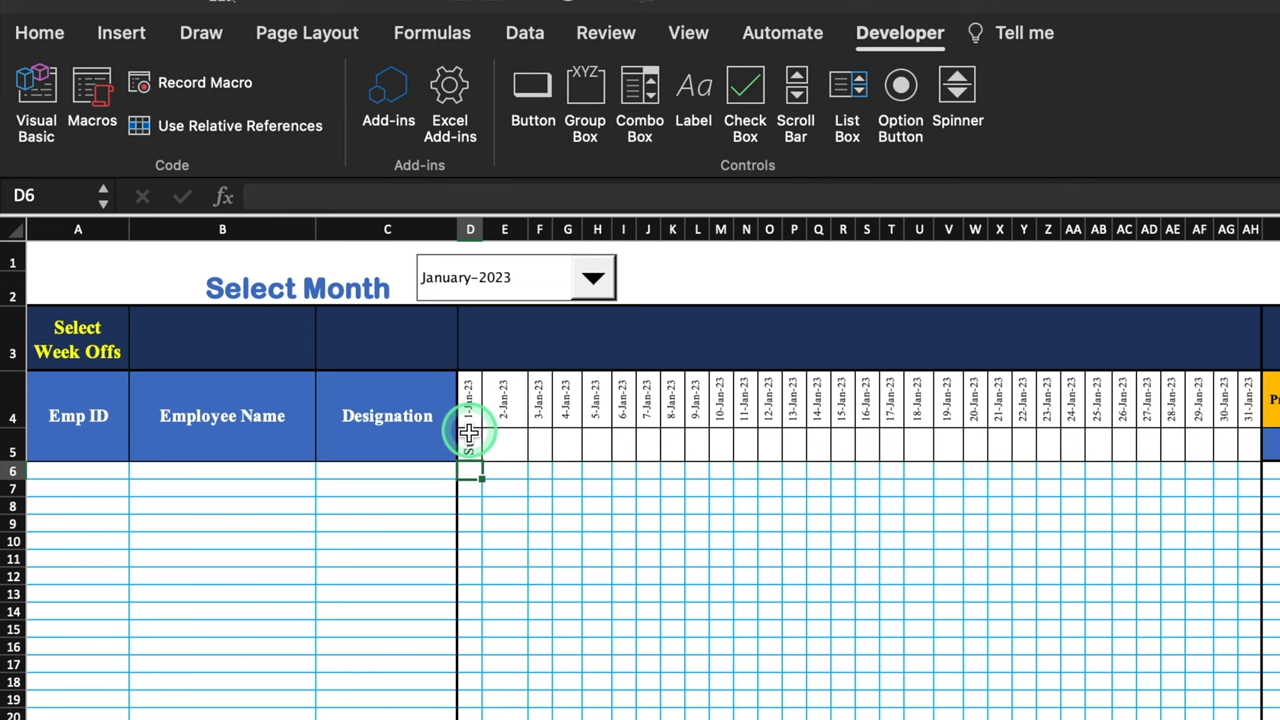 Home Insert Draw Page Layout Formulas Data Review View Automate Developer Tell me
Visual Basic
Macros
Record Macro
Use Relative References
Code
Add-ins
Excel Add-ins
Add-ins
Button
XYZ
Group Box
Combo Box
Aa
Label
Check Box
Scroll Bar
List Box
Option Button
Spinner
Controls
D6 fx
A B C D E F G H I J K L M N O P Q R S T U V W X Y Z AA AB AC AD AE AF AG AH
1
2 Select Month January-2023
3 Select Week Offs
4 Emp ID Employee Name Designation 1-Jan-23 2-Jan-23 3-Jan-23 4-Jan-23 5-Jan-23 6-Jan-23 7-Jan-23 8-Jan-23 9-Jan-23 10-Jan-23 11-Jan-23 12-Jan-23 13-Jan-23 14-Jan-23 15-Jan-23 16-Jan-23 17-Jan-23 18-Jan-23 19-Jan-23 20-Jan-23 21-Jan-23 22-Jan-23 23-Jan-23 24-Jan-23 25-Jan-23 26-Jan-23 27-Jan-23 28-Jan-23 29-Jan-23 30-Jan-23 31-Jan-23
5
6
7
8
9
10
11
12
13
14
15
16
17
18
19
20